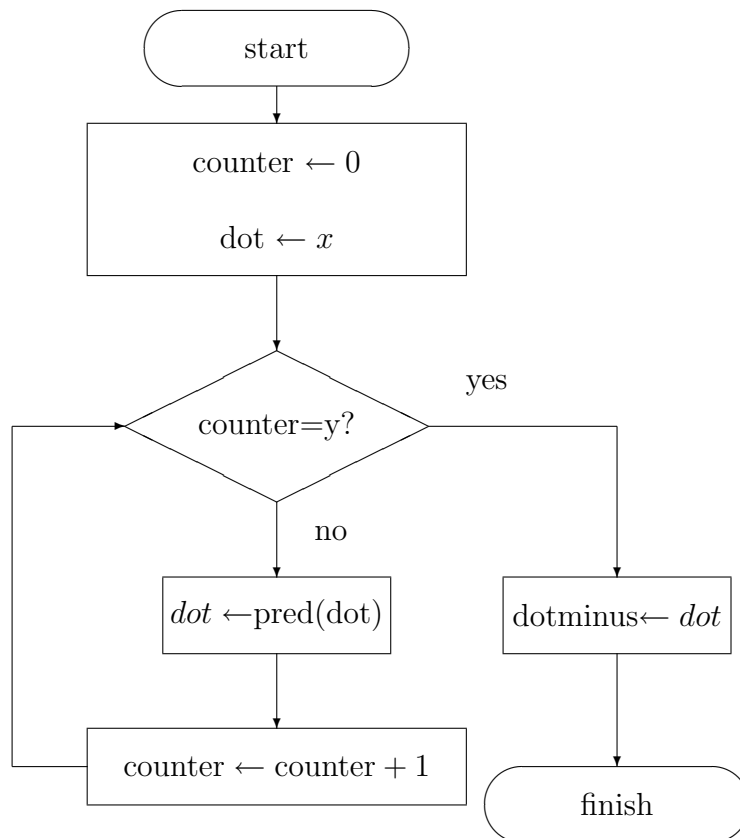 start
counter ← 0
dot ← x
yes
counter=y?
no
dot ←pred(dot)
dotminus← dot
counter ← counter + 1
finish